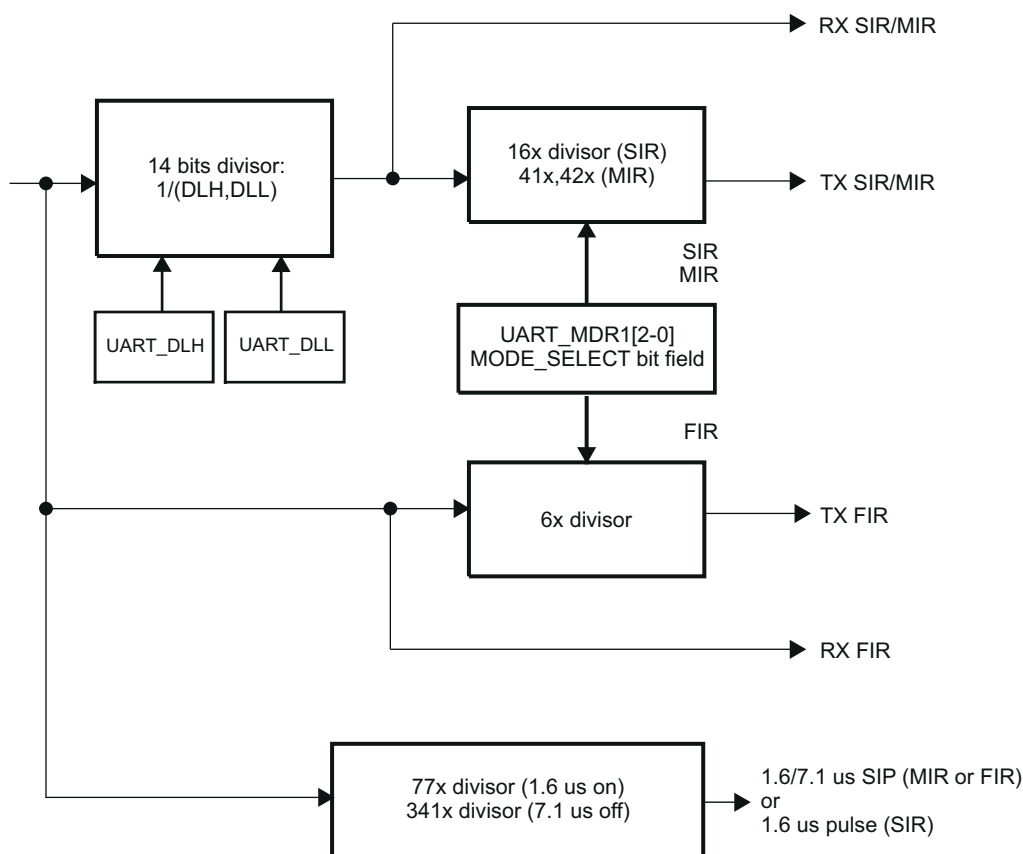 RX SIR/MIR
14 bits divisor:
1/(DLH,DLL)
16x divisor (SIR)
41x,42x (MIR)
TX SIR/MIR
SIR
MIR
UART_DLH
UART_DLL
UART_MDR1[2-0]
MODE_SELECT bit field
FIR
6x divisor
TX FIR
RX FIR
77x divisor (1.6 us on)
341x divisor (7.1 us off)
1.6/7.1 us SIP (MIR or FIR)
or
1.6 us pulse (SIR)